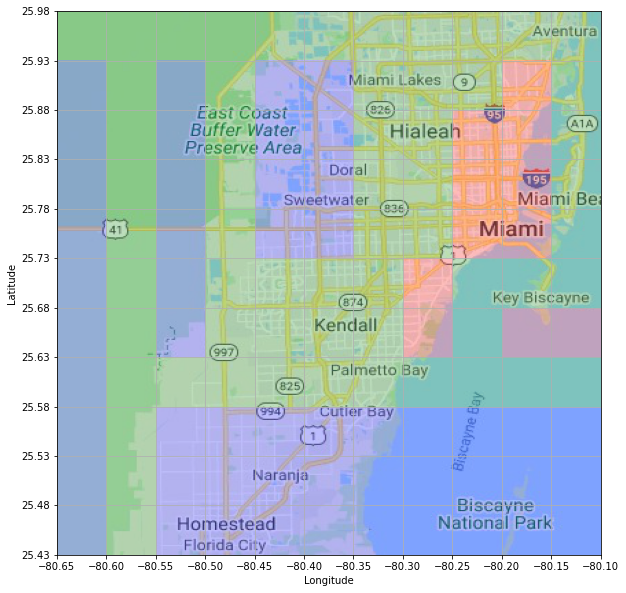 25.98
Aventura
25.93
Miami Lakes
9
25.88
East Coast
Buffer Water
Preserve Area
826
95
A1A
Hialeah
25.83
Doral
195
Sweetwater
836
Miami Bea
25.78
41
Miami
1
25.73
Key Biscayne
874
25.68
Kendall
997
25.63
Palmetto Bay
825
25.58
994
Cutler Bay
1
Biscayne Bay
25.53
Naranja
25.48
Biscayne
National Park
Homestead
Florida City
25.43
−80.65 −80.60 −80.55 −80.50 −80.45 −80.40 −80.35 −80.30 −80.25 −80.20 −80.15 −80.10
Longitude
Latitude